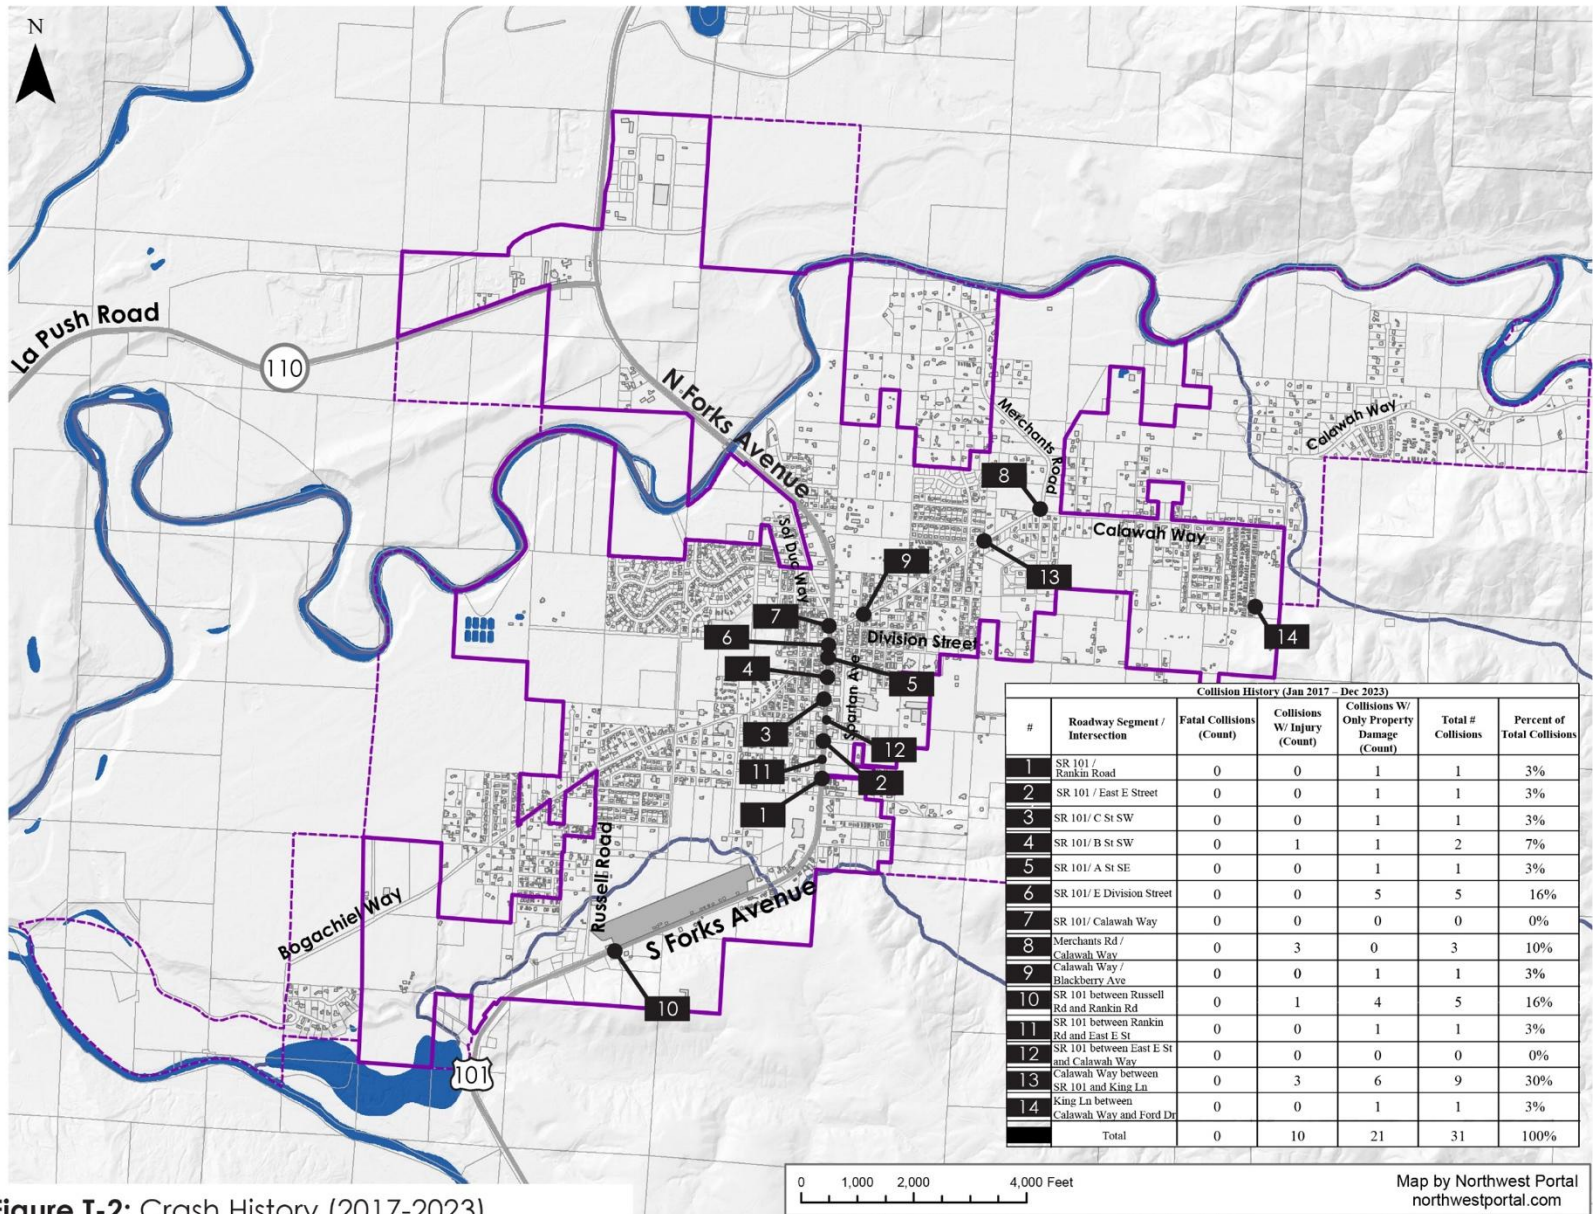 N
La Push Road
110
N Forks Avenue
Merchants Road
Calawah Way
8
Calawah Way
Sol Duc Way
9
13
7
6
Division Street
14
4
5
Spartan Ave
3
12
11
2
1
Russell Road
Bogachiel Way
S Forks Avenue
10
101
Collision History (Jan 2017 – Dec 2023)
# Roadway Segment / Intersection Fatal Collisions (Count) Collisions W/ Injury (Count) Collisions W/ Only Property Damage (Count) Total # Collisions Percent of Total Collisions
1 SR 101 / Rankin Road 0 0 1 1 3%
2 SR 101 / East E Street 0 0 1 1 3%
3 SR 101/ C St SW 0 0 1 1 3%
4 SR 101/ B St SW 0 1 1 2 7%
5 SR 101/ A St SE 0 0 1 1 3%
6 SR 101/ E Division Street 0 0 5 5 16%
7 SR 101/ Calawah Way 0 0 0 0 0%
8 Merchants Rd / Calawah Way 0 3 0 3 10%
9 Calawah Way / Blackberry Ave 0 0 1 1 3%
10 SR 101 between Russell Rd and Rankin Rd 0 1 4 5 16%
11 SR 101 between Rankin Rd and East E St 0 0 1 1 3%
12 SR 101 between East E St and Calawah Way 0 0 0 0 0%
13 Calawah Way between SR 101 and King Ln 0 3 6 9 30%
14 King Ln between Calawah Way and Ford Dr 0 0 1 1 3%
Total 0 10 21 31 100%
0 1,000 2,000 4,000 Feet
Map by Northwest Portal
northwestportal.com
Figure T-2: Crash History (2017-2023)